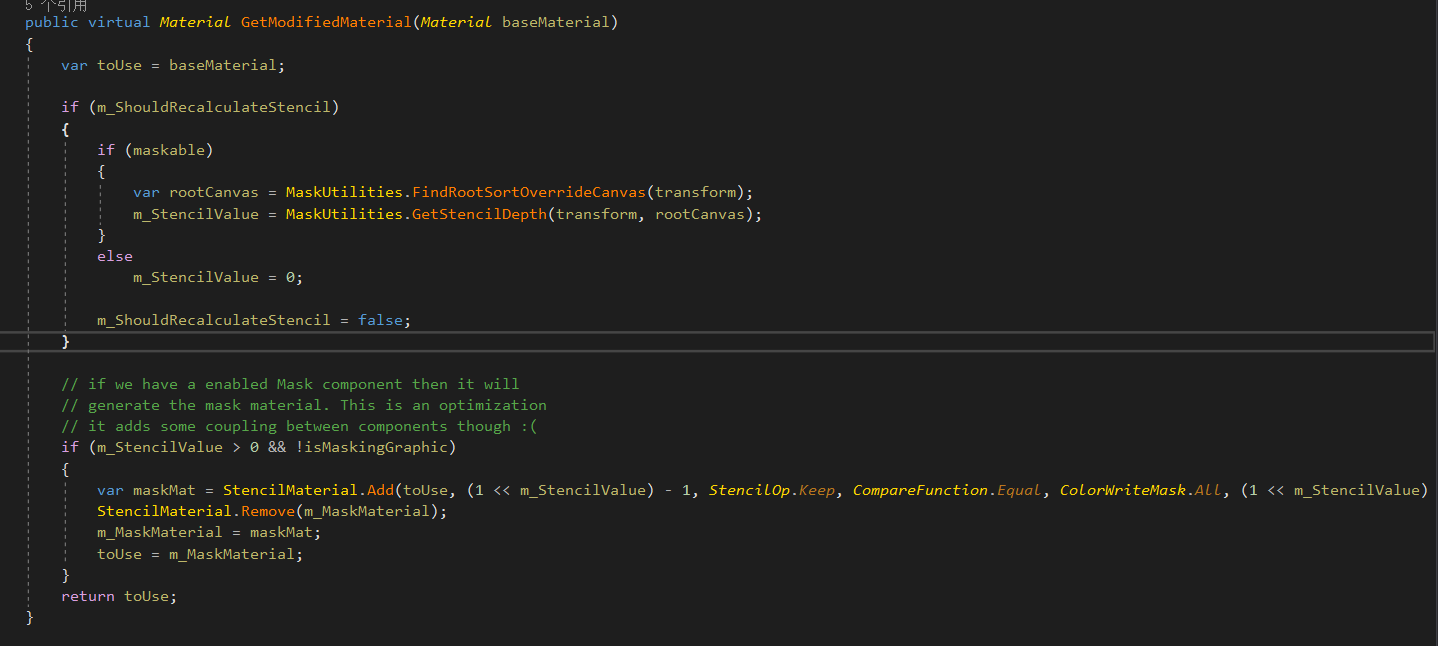 5 个引用
public virtual Material GetModifiedMaterial(Material baseMaterial)
{
var toUse = baseMaterial;
if (m_ShouldRecalculateStencil)
{
if (maskable)
{
var rootCanvas = MaskUtilities.FindRootSortOverrideCanvas(transform);
m_StencilValue = MaskUtilities.GetStencilDepth(transform, rootCanvas);
}
else
m_StencilValue = 0;
m_ShouldRecalculateStencil = false;
}
// if we have a enabled Mask component then it will
// generate the mask material. This is an optimization
// it adds some coupling between components though :(
if (m_StencilValue > 0 && !isMaskingGraphic)
{
var maskMat = StencilMaterial.Add(toUse, (1 << m_StencilValue) - 1, StencilOp.Keep, CompareFunction.Equal, ColorWriteMask.All, (1 << m_StencilValue)
StencilMaterial.Remove(m_MaskMaterial);
m_MaskMaterial = maskMat;
toUse = m_MaskMaterial;
}
return toUse;
}